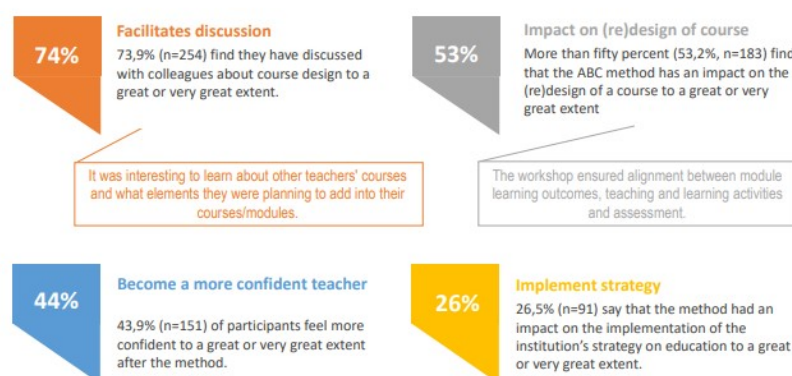 74%
Facilitates discussion
73,9% (n=254) find they have discussed
with colleagues about course design to a
great or very great extent.
It was interesting to learn about other teachers' courses
and what elements they were planning to add into their
courses/modules.
53%
Impact on (re)design of course
More than fifty percent (53,2%, n=183) find
that the ABC method has an impact on the
(re)design of a course to a great or very
great extent
The workshop ensured alignment between module
learning outcomes, teaching and learning activities
and assessment.
44%
Become a more confident teacher
43,9% (n=151) of participants feel more
confident to a great or very great extent
after the method.
26%
Implement strategy
26,5% (n=91) say that the method had an
impact on the implementation of the
institution's strategy on education to a great
or very great extent.